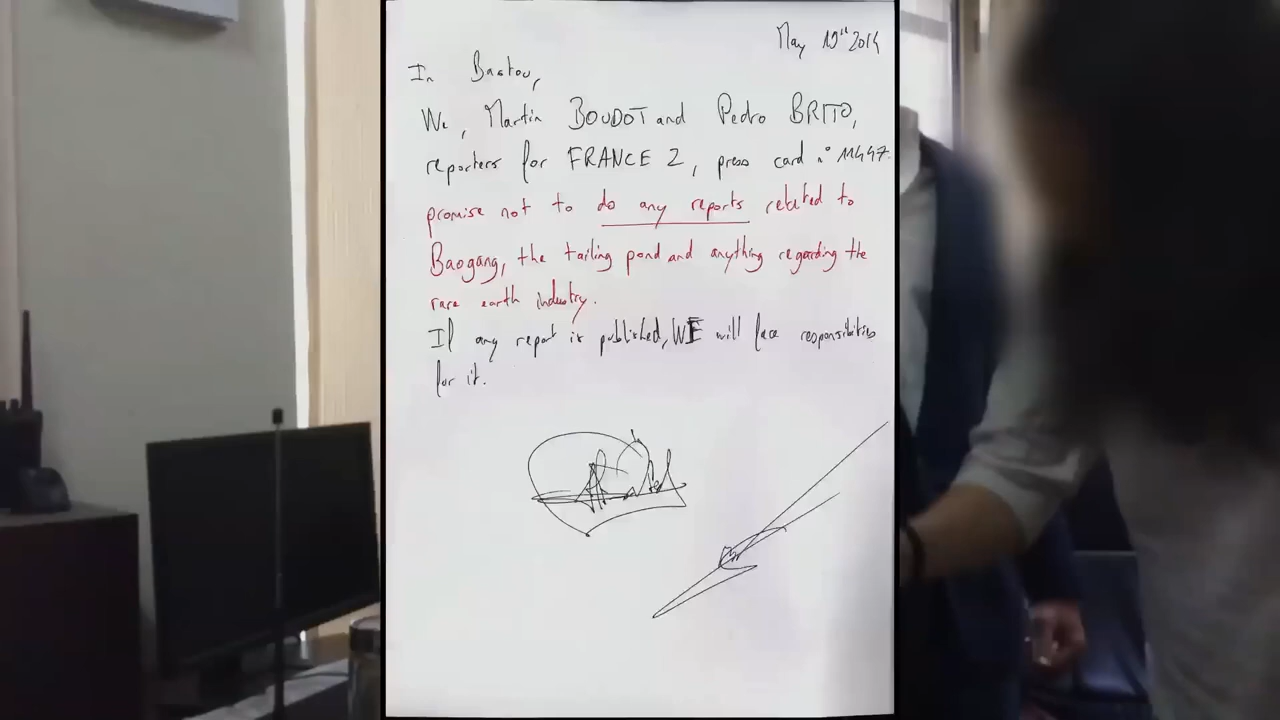 May 19th 2014
In Baotou,
We, Martin BOUDOT and Pedro BRITO,
reporters for FRANCE 2, press card n° 11447
promise not to do any reports related to
Baogang, the tailing pond and anything regarding the
rare earth industry.
If any report is published, WE will face responsibilities
for it.